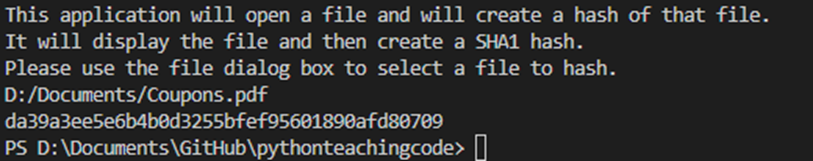 This application will open a file and will create a hash of that file.
It will display the file and then create a SHA1 hash.
Please use the file dialog box to select a file to hash.
D:/Documents/Coupons.pdf
da39a3ee5e6b4b0d3255bfef95601890afd80709
PS D:\Documents\GitHub\pythonteachingcode>